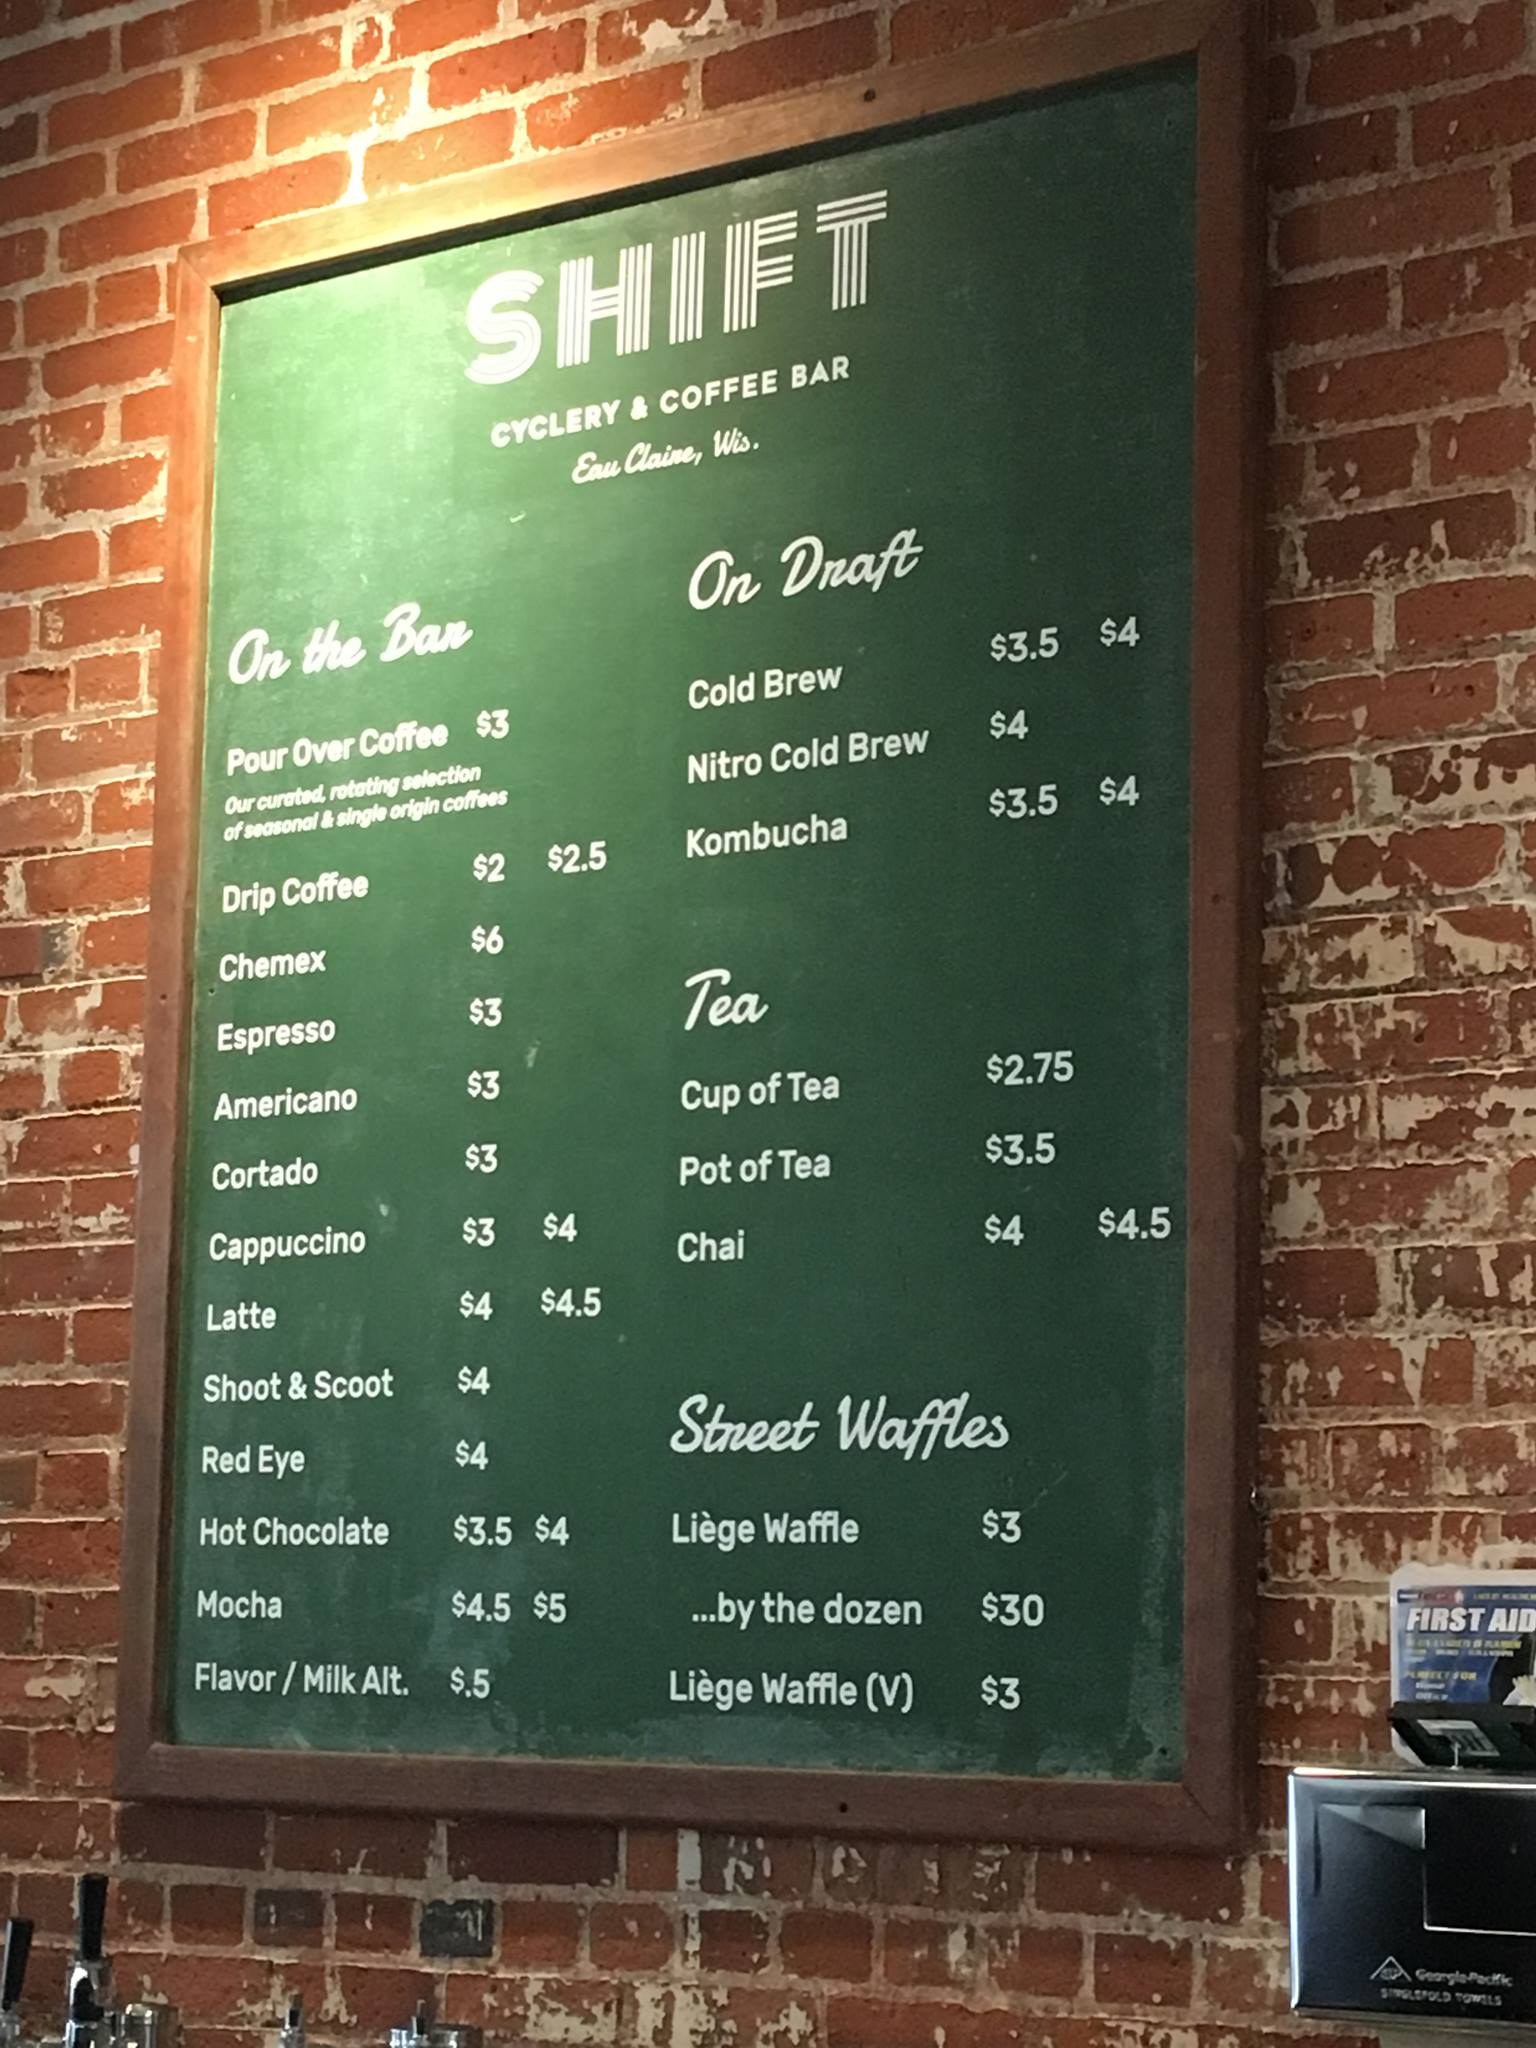 SHIFT
CYCLERY & COFFEE BAR
Eau Claire, Wis.
On the Bar
Pour Over Coffee $3
Our curated, rotating selection
of seasonal & single origin coffees
Drip Coffee $2 $2.5
Chemex $6
Espresso $3
Americano $3
Cortado $3
Cappuccino $3 $4
Latte $4 $4.5
Shoot & Scoot $4
Red Eye $4
Hot Chocolate $3.5 $4
Mocha $4.5 $5
Flavor / Milk Alt. $.5
On Draft
Cold Brew $3.5 $4
Nitro Cold Brew $4
Kombucha $3.5 $4
Tea
Cup of Tea $2.75
Pot of Tea $3.5
Chai $4 $4.5
Street Waffles
Liège Waffle $3
...by the dozen $30
Liège Waffle (V) $3
FIRST AID
PERFECT FOR
Georgia-Pacific
SINGLEFOLD TOWELS